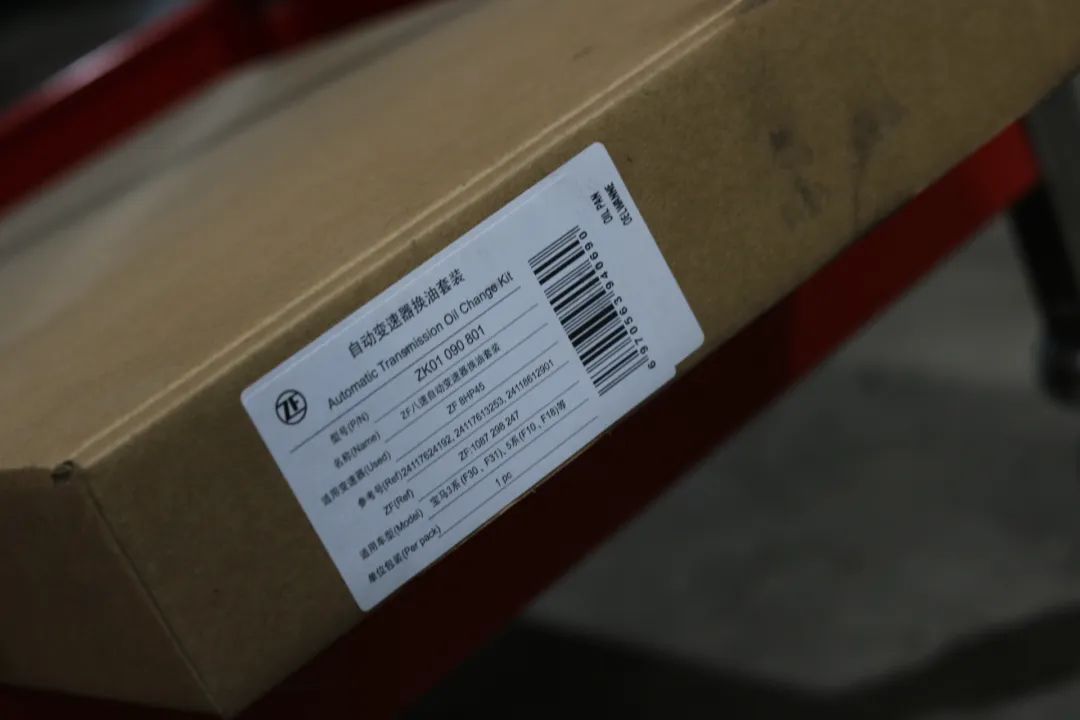 自动变速器换油套装
ZF
Automatic Transmission Oil Change Kit
型号(P/N) ZK01 090 801
名称(Name) ZF八速自动变速器换油套装
适用变速器(Used) ZF 8HP45
参考号(Ref) 24117624192, 24117613253, 24118612901
ZF(Ref) ZF:1087 298 247
适用车型(Model) 宝马3系(F30、F31), 5系(F10、F18)等
单位包装(Per pack) 1 pc
6970563940690
OIL PAN
OELWANNE